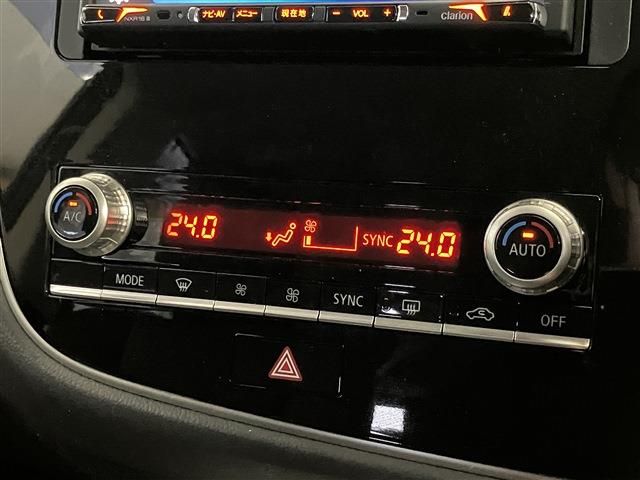 NXR16 ナビ･AV メニュー 現在地 − VOL + clarion
A/C 24.0 SYNC 24.0 AUTO
MODE SYNC OFF